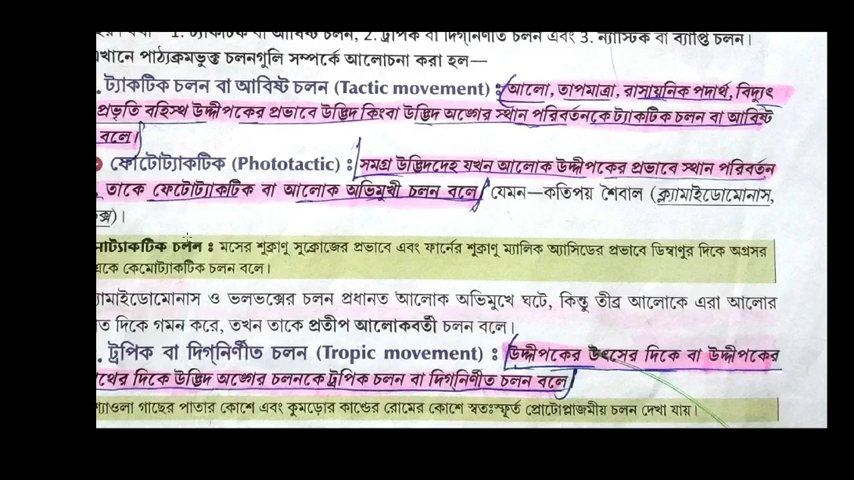 1. ট্যাকটিক বা আবিষ্ট চলন, 2. ট্রপিক বা দিগ্‌নির্ণীত চলন এবং 3. ন্যাস্টিক বা ব্যাপ্তি চলন।
এখানে পাঠ্যক্রমভুক্ত চলনগুলি সম্পর্কে আলোচনা করা হল—
. ট্যাকটিক চলন বা আবিষ্ট চলন (Tactic movement) : আলো, তাপমাত্রা, রাসায়নিক পদার্থ, বিদ্যুৎ
প্রভৃতি বহিস্থ উদ্দীপকের প্রভাবে উদ্ভিদ কিংবা উদ্ভিদ অঙ্গের স্থান পরিবর্তনকে ট্যাকটিক চলন বা আবিষ্ট
বলে।
ফোটোট্যাকটিক (Phototactic) : সমগ্র উদ্ভিদদেহ যখন আলোক উদ্দীপকের প্রভাবে স্থান পরিবর্তন
তাকে ফেটোট্যাকটিক বা আলোক অভিমুখী চলন বলে। যেমন—কতিপয় শৈবাল (ক্ল্যামাইডোমোনাস,
ক্স)।
মোট্যাকটিক চলন : মসের শুক্রাণু সুক্রোজের প্রভাবে এবং ফার্নের শুক্রাণু ম্যালিক অ্যাসিডের প্রভাবে ডিম্বাণুর দিকে অগ্রসর
একে কেমোট্যাকটিক চলন বলে।
্যামাইডোমোনাস ও ভলভক্সের চলন প্রধানত আলোক অভিমুখে ঘটে, কিন্তু তীব্র আলোকে এরা আলোর
ত দিকে গমন করে, তখন তাকে প্রতীপ আলোকবর্তী চলন বলে।
. ট্রপিক বা দিগ্‌নির্ণীত চলন (Tropic movement) : উদ্দীপকের উৎসের দিকে বা উদ্দীপকের
থের দিকে উদ্ভিদ অঙ্গের চলনকে ট্রপিক চলন বা দিগ্‌নির্ণীত চলন বলে
শ্যাওলা গাছের পাতার কোশে এবং কুমড়োর কাণ্ডের রোমের কোশে স্বতঃস্ফূর্ত প্রোটোপ্লাজমীয় চলন দেখা যায়।